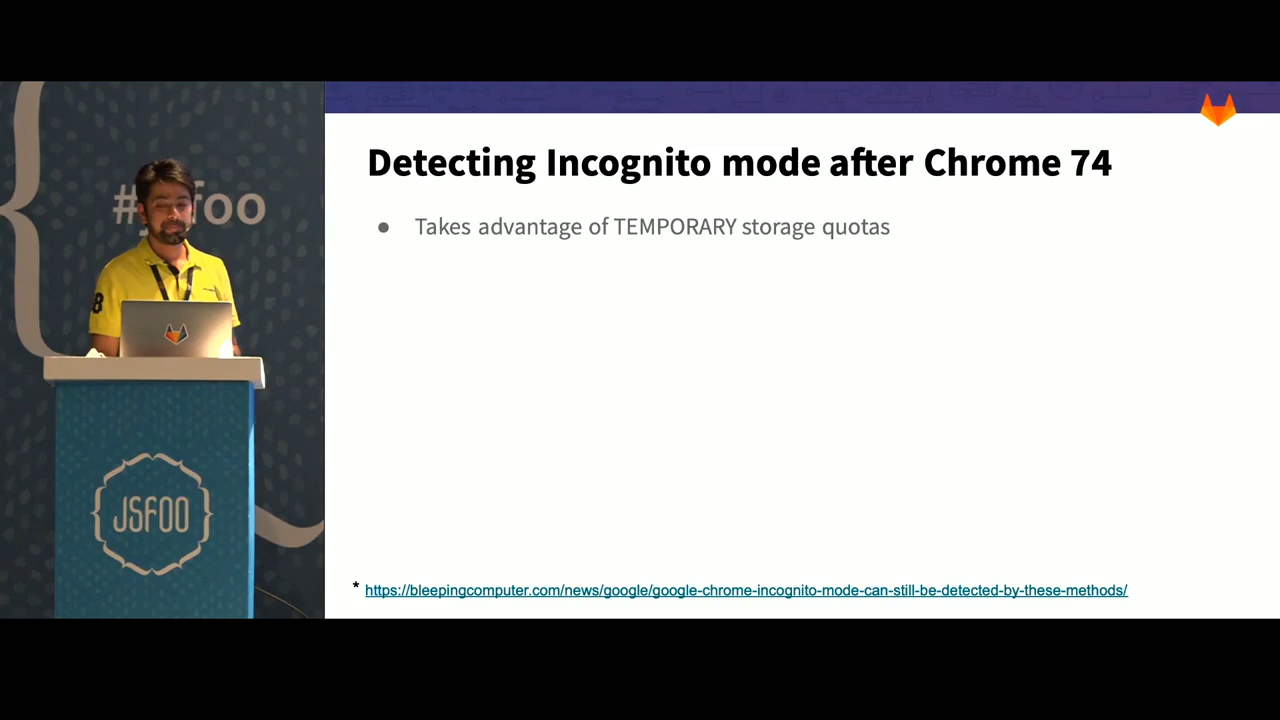 #jsfoo
8
JSFOO
Detecting Incognito mode after Chrome 74
● Takes advantage of TEMPORARY storage quotas
* https://bleepingcomputer.com/news/google/google-chrome-incognito-mode-can-still-be-detected-by-these-methods/